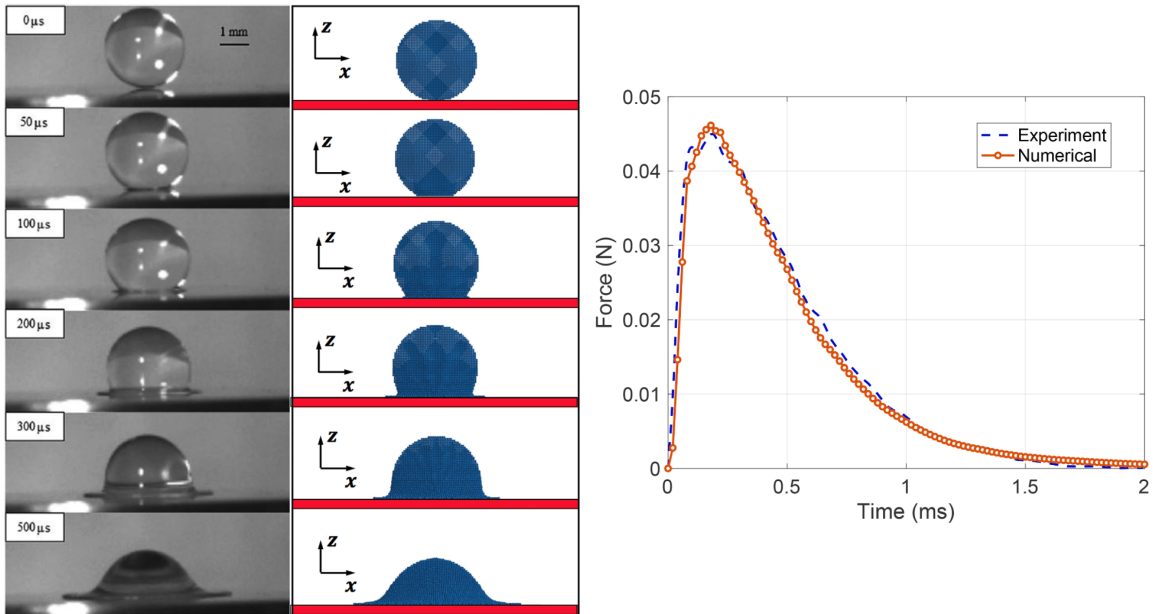 0μs
1 mm
z
x
50μs
z
x
100μs
z
x
200μs
z
x
300μs
z
x
500μs
z
x
0.05
0.04
0.03
0.02
0.01
0
Force (N)
Experiment
Numerical
0
0.5
1
1.5
2
Time (ms)